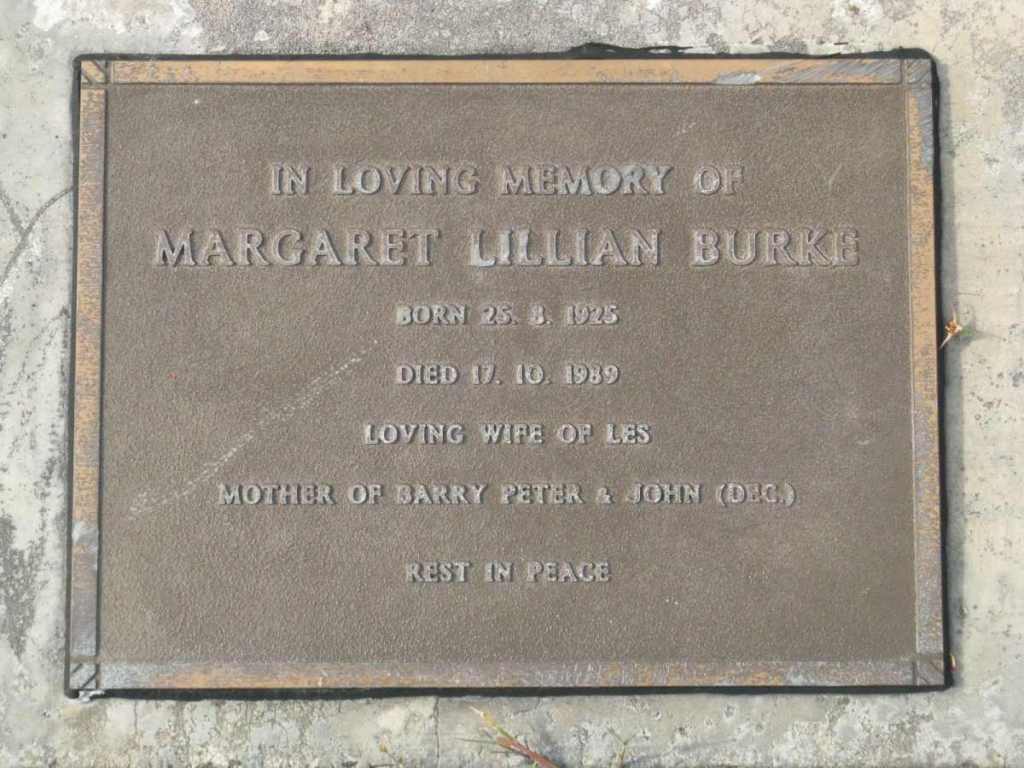 IN LOVING MEMORY OF
MARGARET LILLIAN BURKE
BORN 25. 8. 1925
DIED 17. 10. 1989
LOVING WIFE OF LES
MOTHER OF BARRY PETER & JOHN (DEC.)
REST IN PEACE